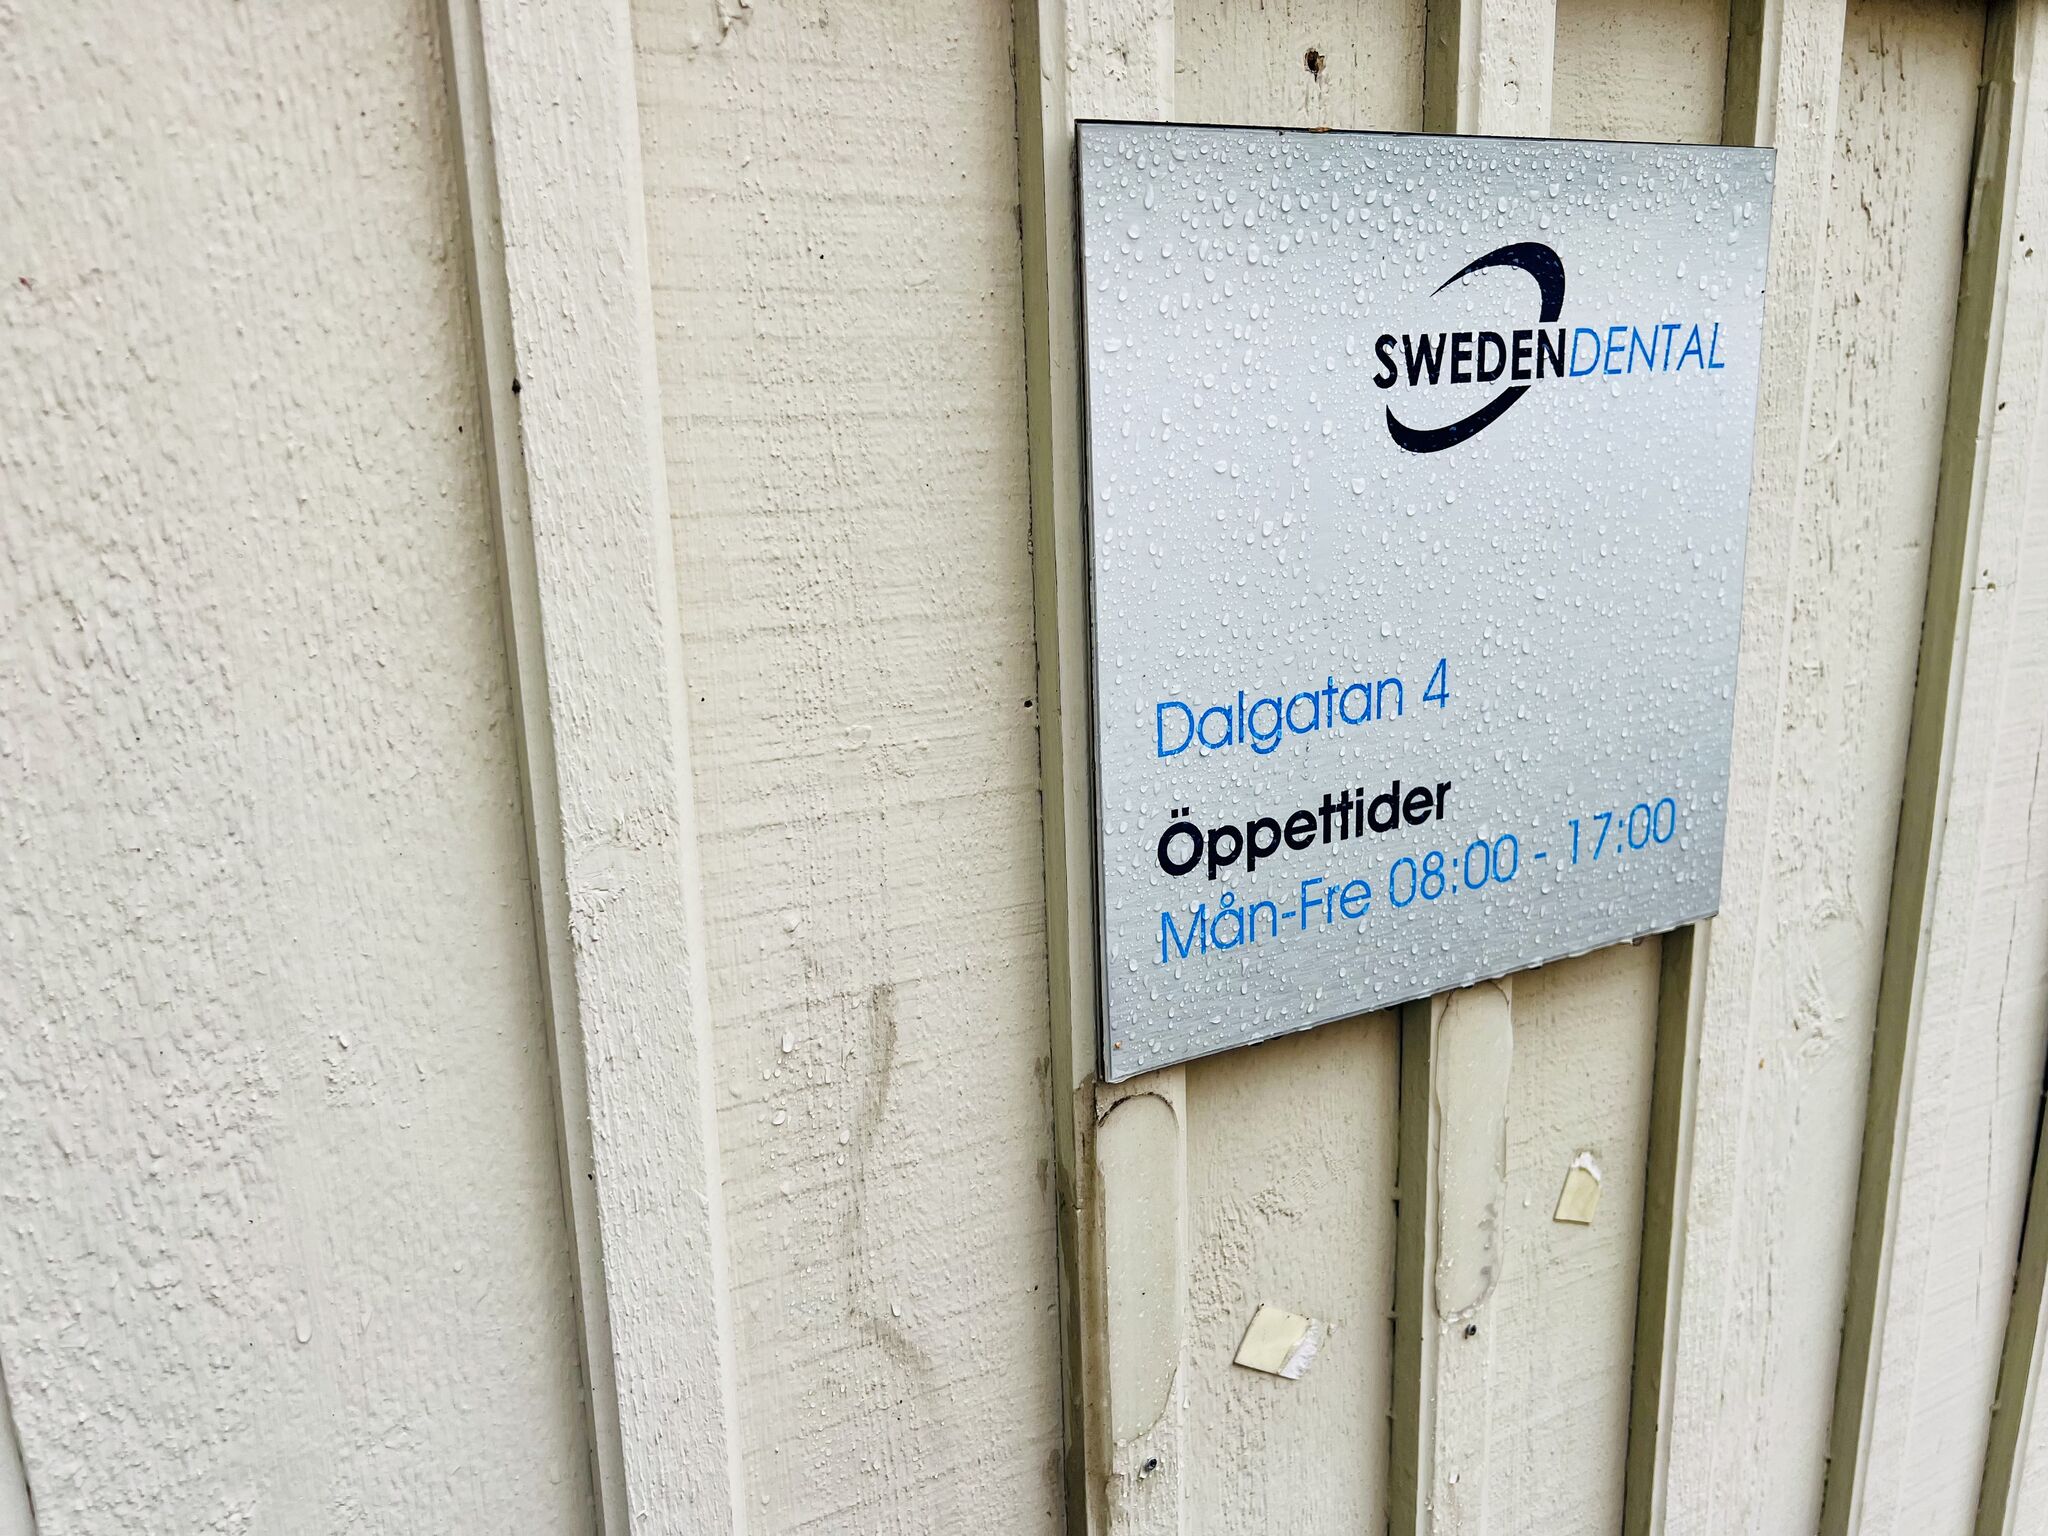 SWEDENDENTAL
Dalgatan 4
Öppettider
Mån-Fre 08:00 - 17:00